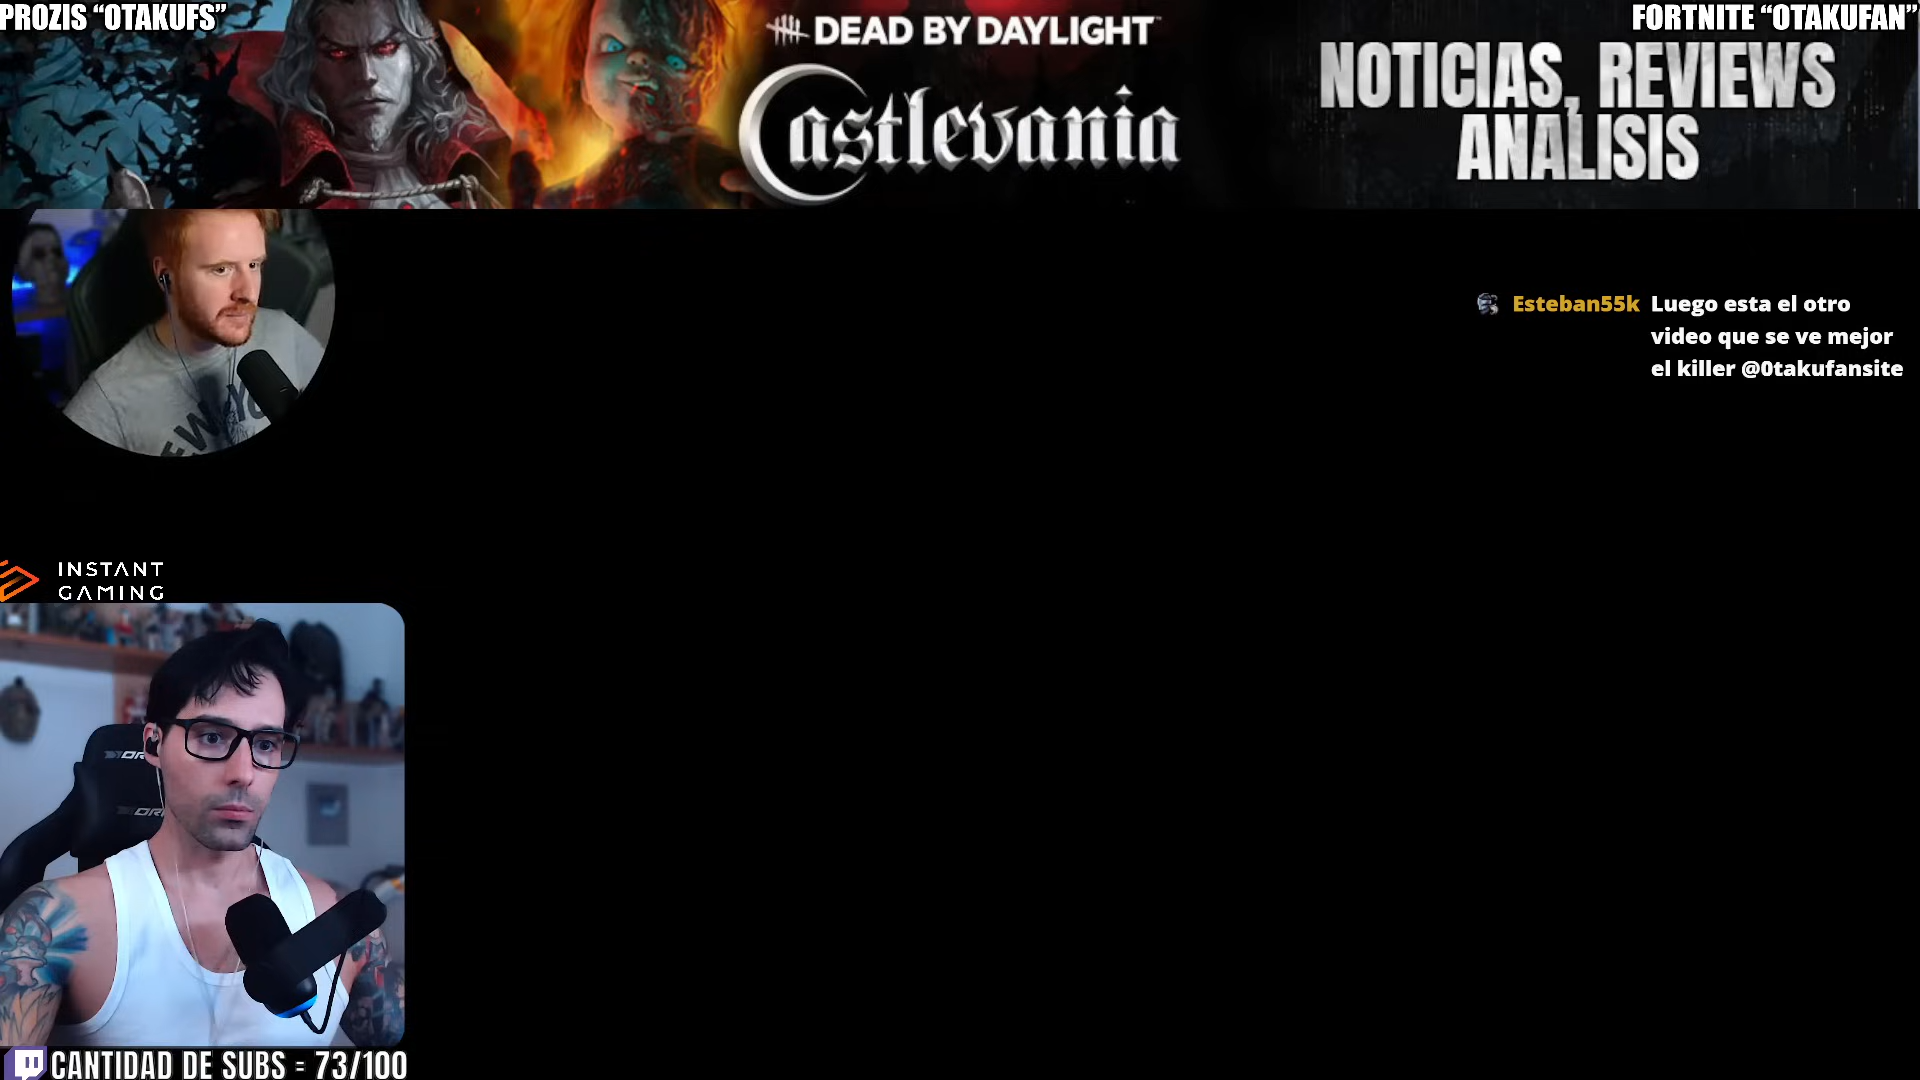 PROZIS “OTAKUFS”
FORTNITE “OTAKUFAN”
DEAD BY DAYLIGHT™
Castlevania
NOTICIAS, REVIEWS
ANALISIS
Esteban55k Luego esta el otro
video que se ve mejor
el killer @0takufansite
INSTANT
GAMING
CANTIDAD DE SUBS = 73/100